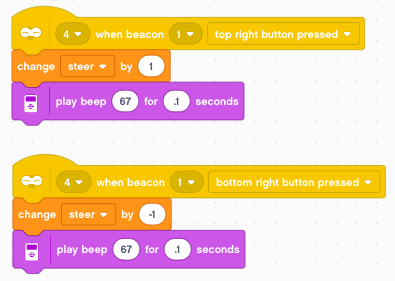 4 when beacon 1 top right button pressed
change steer by 1
play beep 67 for .1 seconds
4 when beacon 1 bottom right button pressed
change steer by -1
play beep 67 for .1 seconds